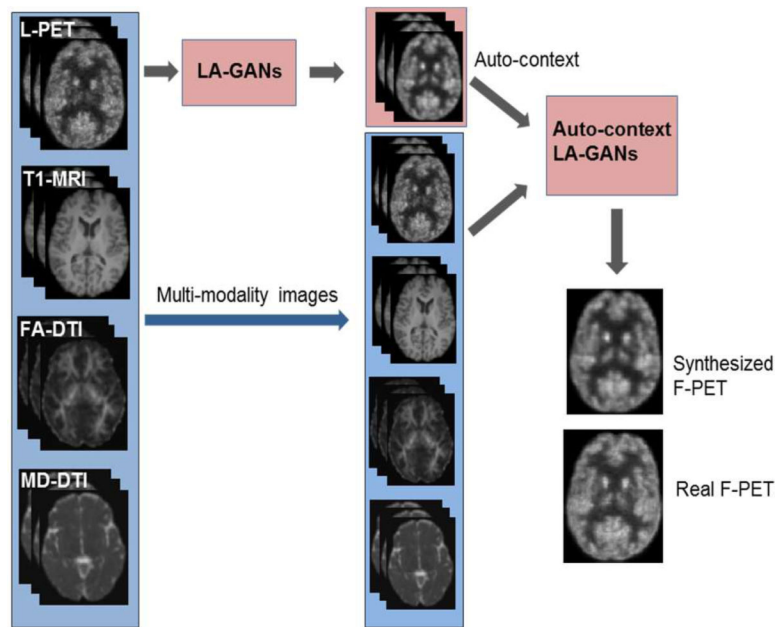 L-PET
LA-GANs
Auto-context
Auto-context
LA-GANs
T1-MRI
Multi-modality images
FA-DTI
MD-DTI
Synthesized
F-PET
Real F-PET